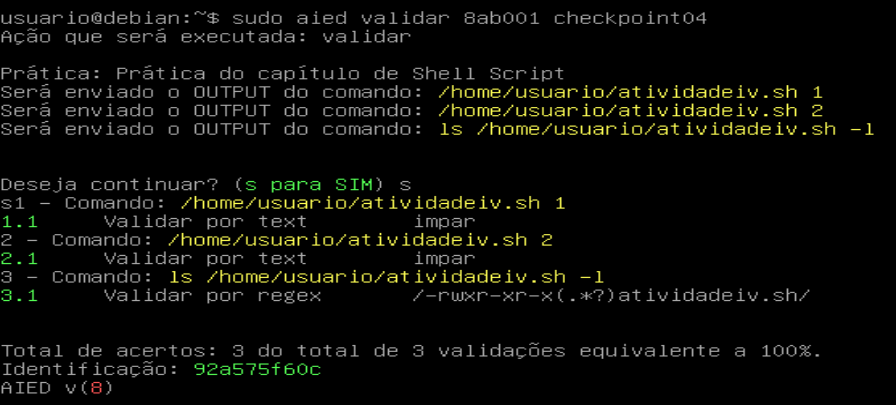 usuario@debian:~$ sudo aied validar 8ab001 checkpoint04
Ação que será executada: validar
Prática: Prática do capítulo de Shell Script
Será enviado o OUTPUT do comando: /home/usuario/atividadeiv.sh 1
Será enviado o OUTPUT do comando: /home/usuario/atividadeiv.sh 2
Será enviado o OUTPUT do comando: ls /home/usuario/atividadeiv.sh -l
Deseja continuar? (s para SIM) s
s1 - Comando: /home/usuario/atividadeiv.sh 1
1.1 Validar por text impar
2 - Comando: /home/usuario/atividadeiv.sh 2
2.1 Validar por text impar
3 - Comando: ls /home/usuario/atividadeiv.sh -l
3.1 Validar por regex /-rwxr-xr-x(.*?)atividadeiv.sh/
Total de acertos: 3 do total de 3 validações equivalente a 100%.
Identificação: 92a575f60c
AIED v(8)